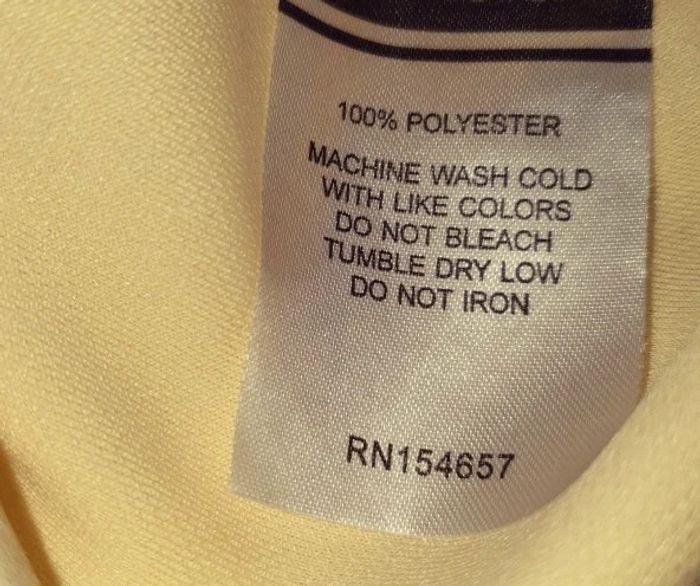 100% POLYESTER
MACHINE WASH COLD
WITH LIKE COLORS
DO NOT BLEACH
TUMBLE DRY LOW
DO NOT IRON
RN154657